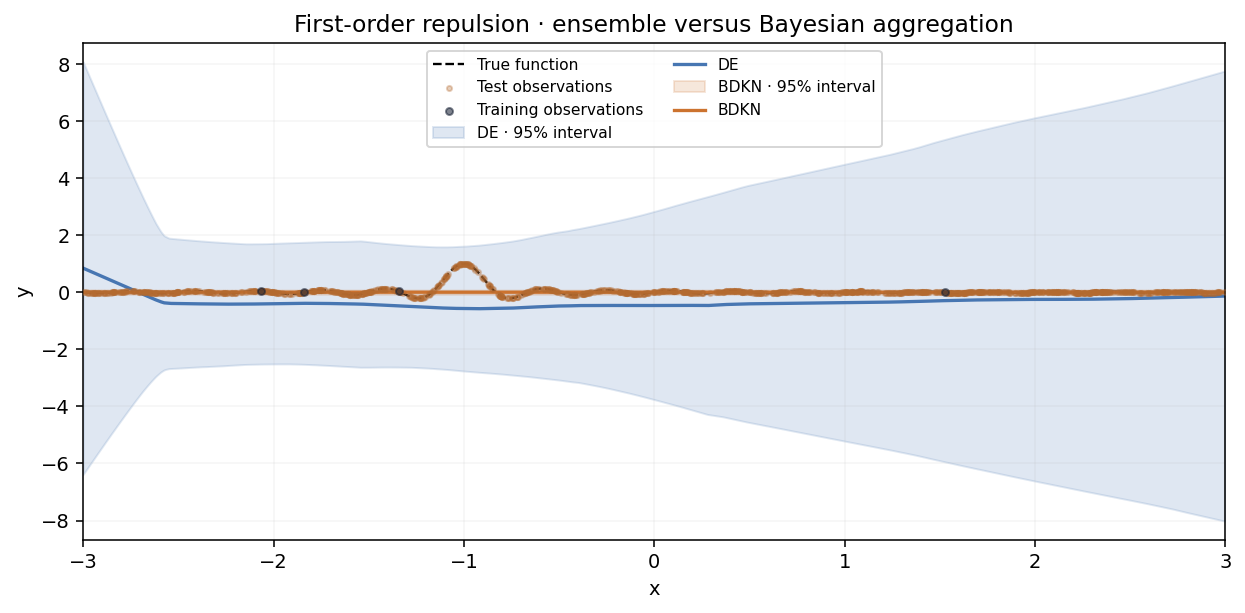 First-order repulsion · ensemble versus Bayesian aggregation
True function
Test observations
Training observations
DE · 95% interval
DE
BDKN · 95% interval
BDKN
8
6
4
2
0
−2
−4
−6
−8
y
−3
−2
−1
0
1
2
3
x